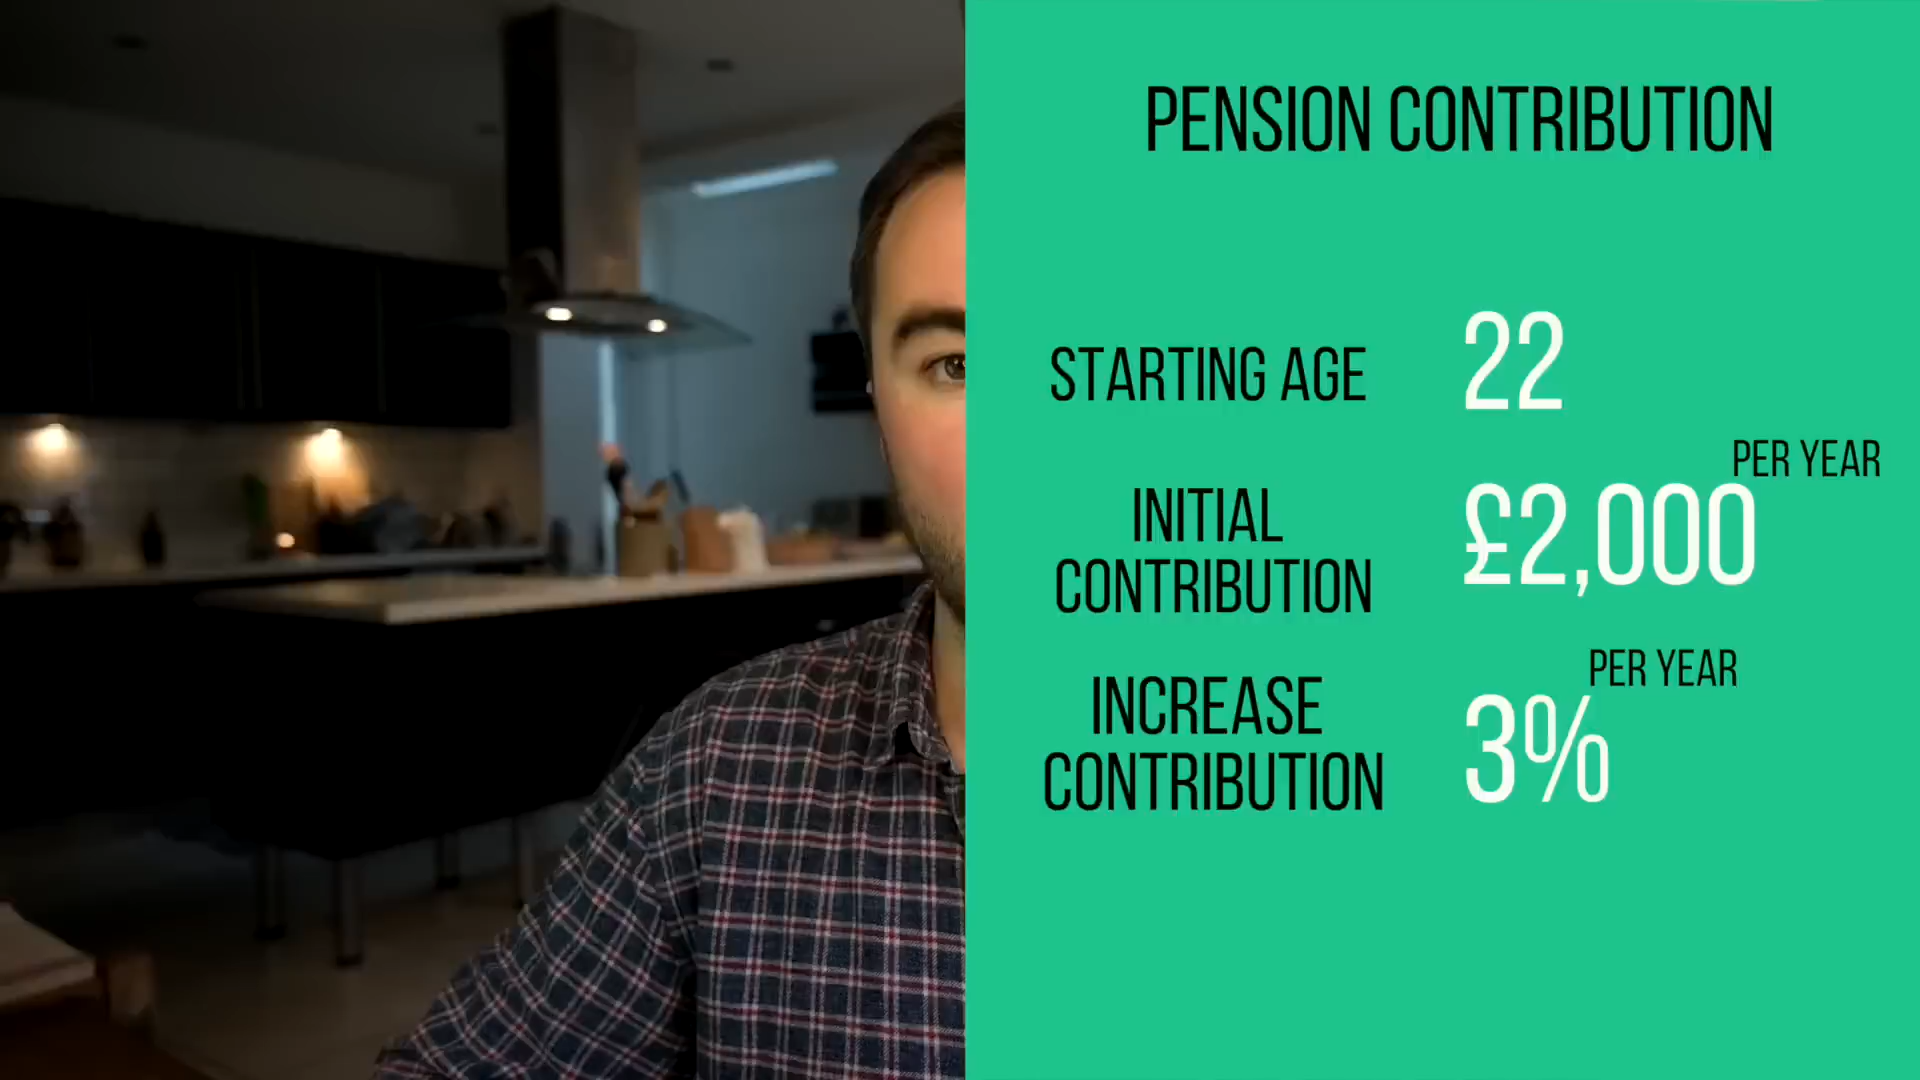 PENSION CONTRIBUTION
STARTING AGE 22
INITIAL
CONTRIBUTION
£2,000
PER YEAR
INCREASE
CONTRIBUTION
3%
PER YEAR